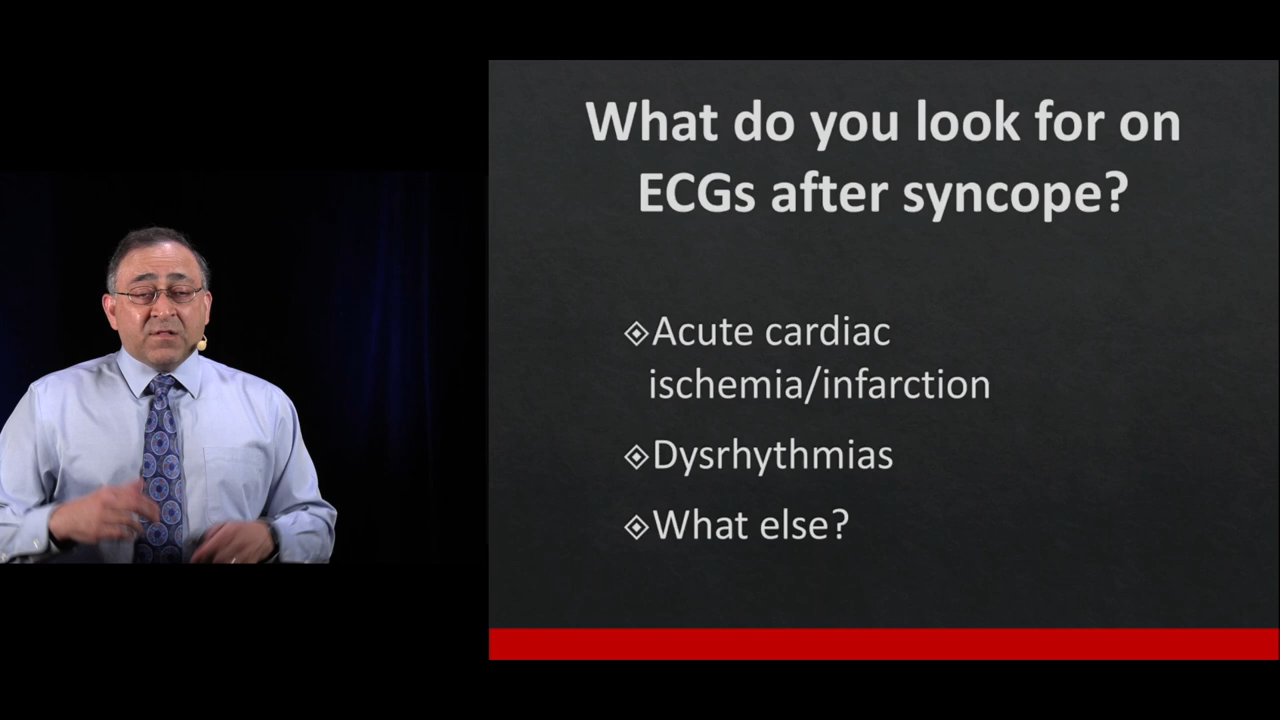 What do you look for on
ECGs after syncope?
Acute cardiac
ischemia/infarction
Dysrhythmias
What else?